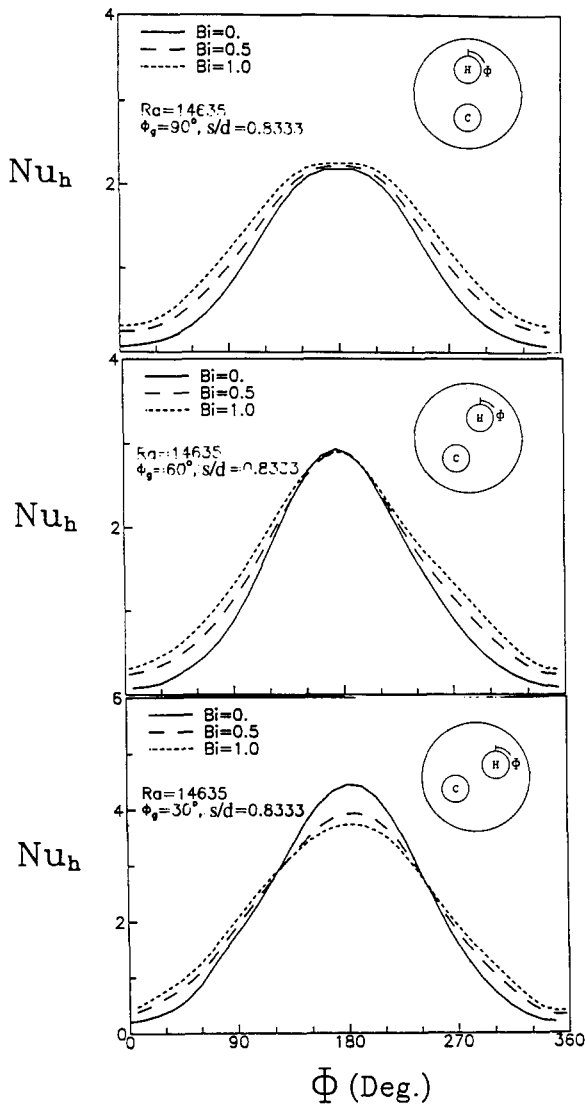 4
Bi=0.
Bi=0.5
Bi=1.0
H
Φ
C
Ra=14635
Φg=90°, s/d=0.8333
Nuh
2
4
Bi=0.
Bi=0.5
Bi=1.0
H
Φ
C
Ra=14635
Φg=60°, s/d=0.8333
Nuh
2
6
Bi=0.
Bi=0.5
Bi=1.0
H
Φ
C
Ra=14635
Φg=30°, s/d=0.8333
4
Nuh
2
0
0 90 180 270 360
Φ (Deg.)